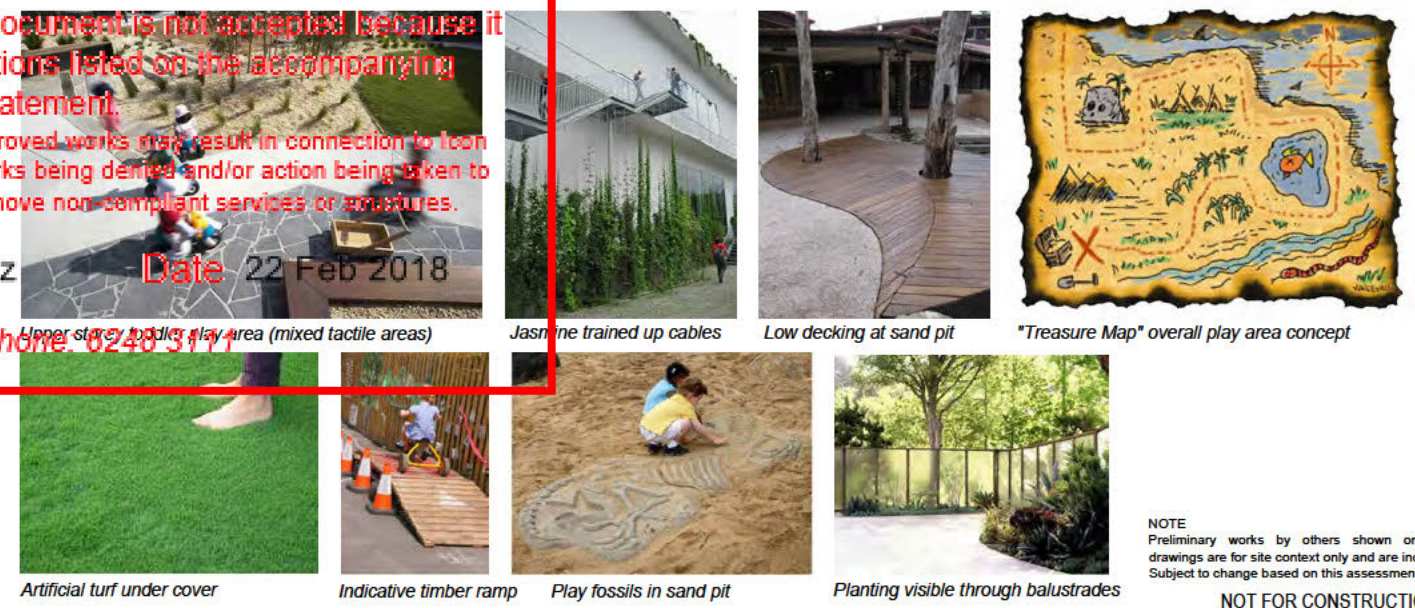 ocument is not accepted because it
tions listed on the accompanying
atement.
roved works may result in connection to Icon
rks being denied and/or action being taken to
move non-compliant services or structures.
z Date 22 Feb 2018
hone: 6248 3111
Upper storey toddler play area (mixed tactile areas)
Jasmine trained up cables
Low decking at sand pit
N
"Treasure Map" overall play area concept
Artificial turf under cover
Indicative timber ramp
Play fossils in sand pit
Planting visible through balustrades
NOTE
Preliminary works by others shown or
drawings are for site context only and are inc
Subject to change based on this assessmen
NOT FOR CONSTRUCTIO